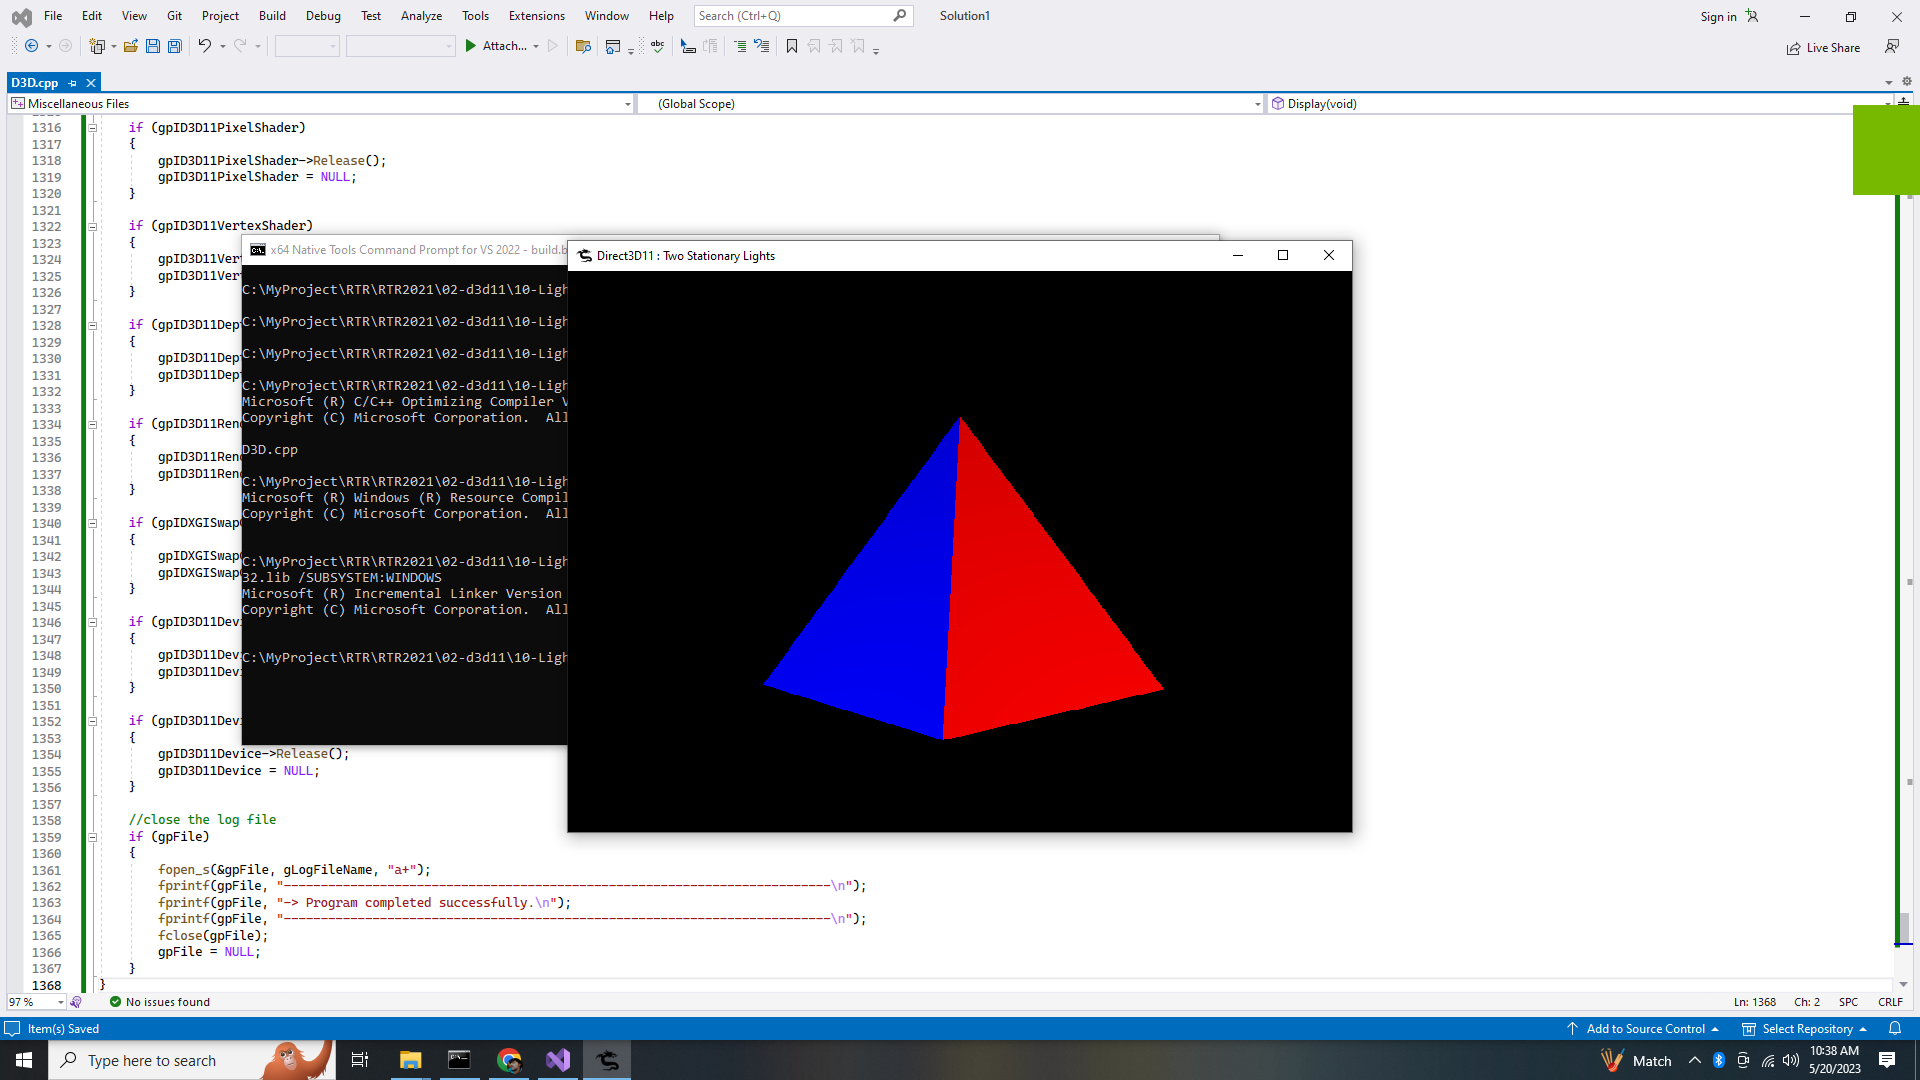 File Edit View Git Project Build Debug Test Analyze Tools Extensions Window Help Search (Ctrl+Q) Solution1 Sign in
Attach... Live Share
D3D.cpp
Miscellaneous Files (Global Scope) Display(void)
1316 if (gpID3D11PixelShader)
1317 {
1318 gpID3D11PixelShader->Release();
1319 gpID3D11PixelShader = NULL;
1320 }
1321
1322 if (gpID3D11VertexShader)
1323 {
1324 gpID3D11Ver
1325 gpID3D11Ver
1326 }
1327
1328 if (gpID3D11Dep
1329 {
1330 gpID3D11Dep
1331 gpID3D11Dep
1332 }
1333
1334 if (gpID3D11Ren
1335 {
1336 gpID3D11Ren
1337 gpID3D11Ren
1338 }
1339
1340 if (gpIDXGISwap
1341 {
1342 gpIDXGISwap
1343 gpIDXGISwap
1344 }
1345
1346 if (gpID3D11Dev
1347 {
1348 gpID3D11Dev
1349 gpID3D11Dev
1350 }
1351
1352 if (gpID3D11Dev
1353 {
1354 gpID3D11Device->Release();
1355 gpID3D11Device = NULL;
1356 }
1357
1358 //close the log file
1359 if (gpFile)
1360 {
1361 fopen_s(&gpFile, gLogFileName, "a+");
1362 fprintf(gpFile, "--------------------------------------------------------------------------\n");
1363 fprintf(gpFile, "-> Program completed successfully.\n");
1364 fprintf(gpFile, "--------------------------------------------------------------------------\n");
1365 fclose(gpFile);
1366 gpFile = NULL;
1367 }
1368 }
x64 Native Tools Command Prompt for VS 2022 - build.b
C:\MyProject\RTR\RTR2021\02-d3d11\10-Ligh
C:\MyProject\RTR\RTR2021\02-d3d11\10-Ligh
C:\MyProject\RTR\RTR2021\02-d3d11\10-Ligh
C:\MyProject\RTR\RTR2021\02-d3d11\10-Ligh
Microsoft (R) C/C++ Optimizing Compiler V
Copyright (C) Microsoft Corporation. All
D3D.cpp
C:\MyProject\RTR\RTR2021\02-d3d11\10-Ligh
Microsoft (R) Windows (R) Resource Compil
Copyright (C) Microsoft Corporation. All
C:\MyProject\RTR\RTR2021\02-d3d11\10-Ligh
32.lib /SUBSYSTEM:WINDOWS
Microsoft (R) Incremental Linker Version
Copyright (C) Microsoft Corporation. All
C:\MyProject\RTR\RTR2021\02-d3d11\10-Ligh
Direct3D11 : Two Stationary Lights
97 % No issues found Ln: 1368 Ch: 2 SPC CRLF
Item(s) Saved Add to Source Control Select Repository
Type here to search Match 10:38 AM
5/20/2023